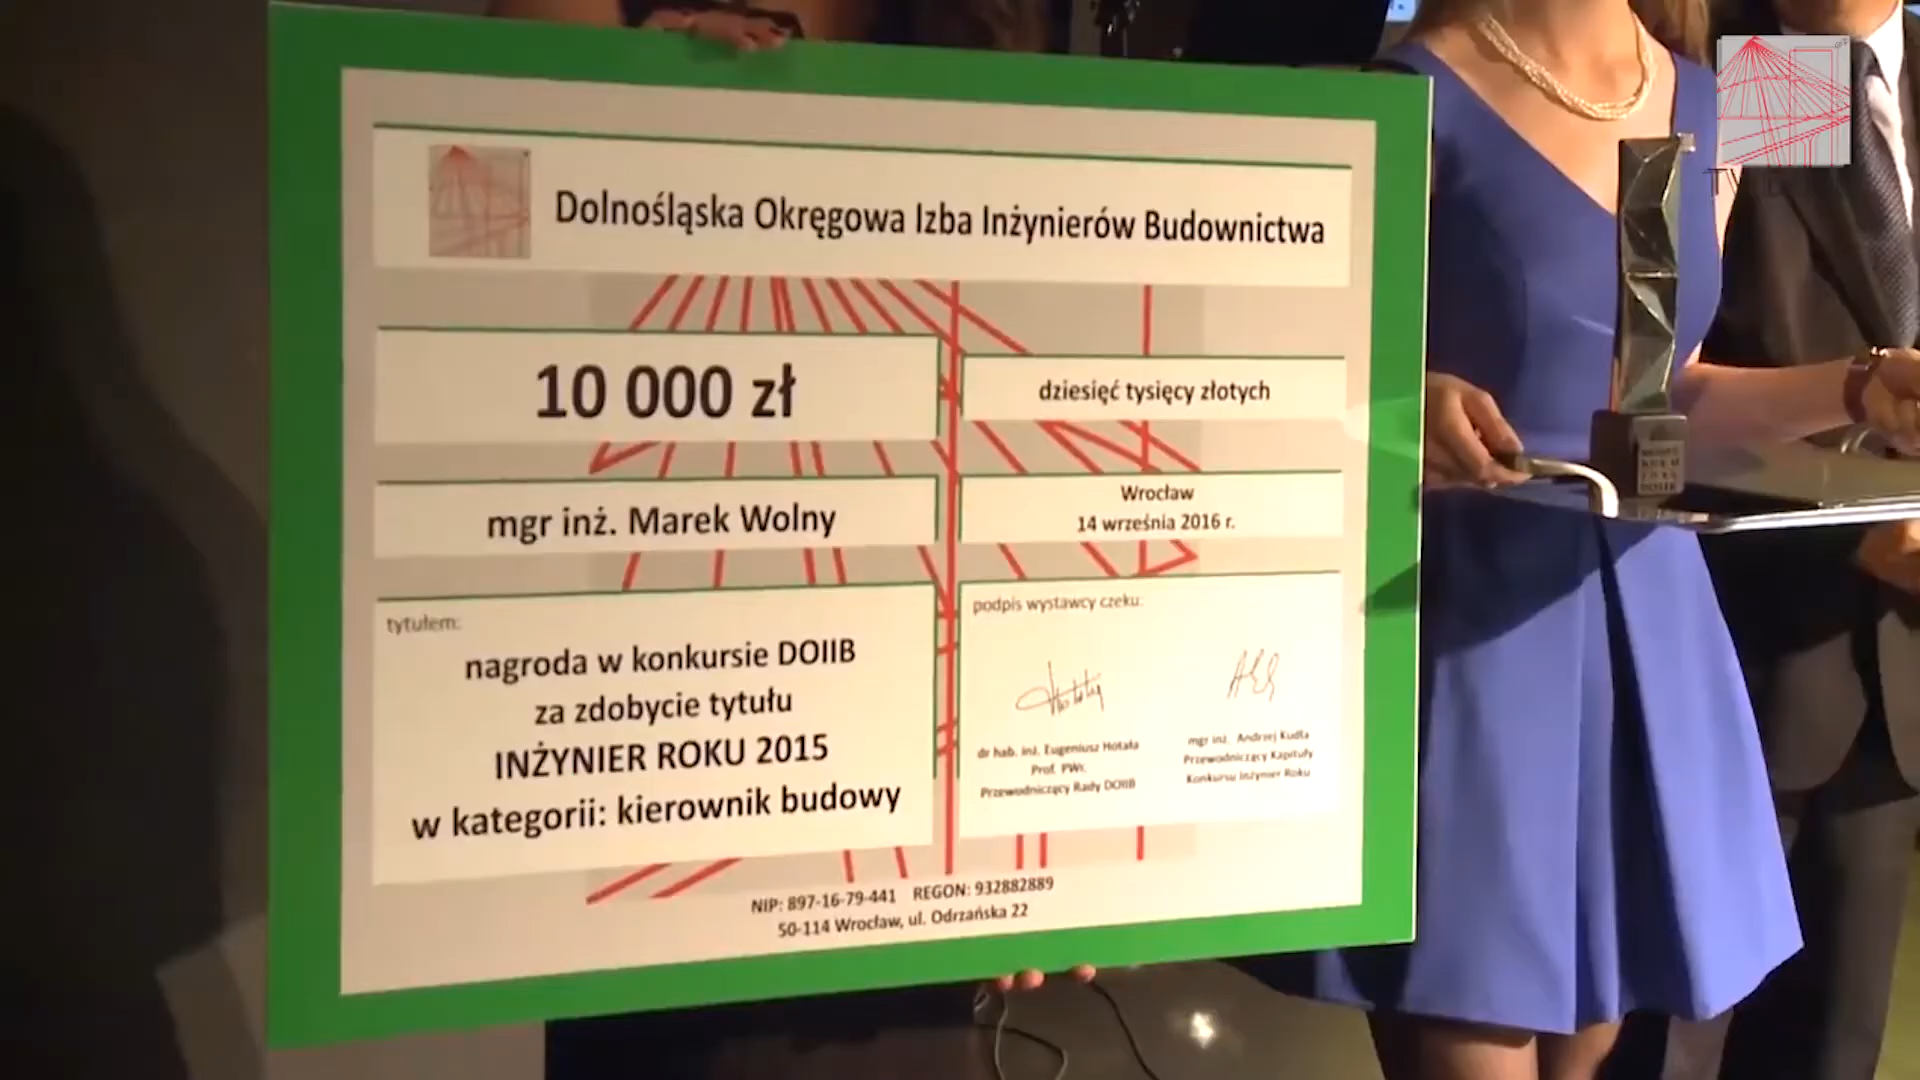 Dolnośląska Okręgowa Izba Inżynierów Budownictwa
10 000 zł
dziesięć tysięcy złotych
mgr inż. Marek Wolny
Wrocław
14 września 2016 r.
tytułem:
nagroda w konkursie DOIIB
za zdobycie tytułu
INŻYNIER ROKU 2015
w kategorii: kierownik budowy
podpis wystawcy czeku:
dr hab. inż. Eugeniusz Hotała
Prof. PWr.
Przewodniczący Rady DOIIB
mgr inż. Andrzej Kudła
Przewodniczący Kapituły
Konkursu Inżynier Roku
NIP: 897-16-79-441 REGON: 932882889
50-114 Wrocław, ul. Odrzańska 22